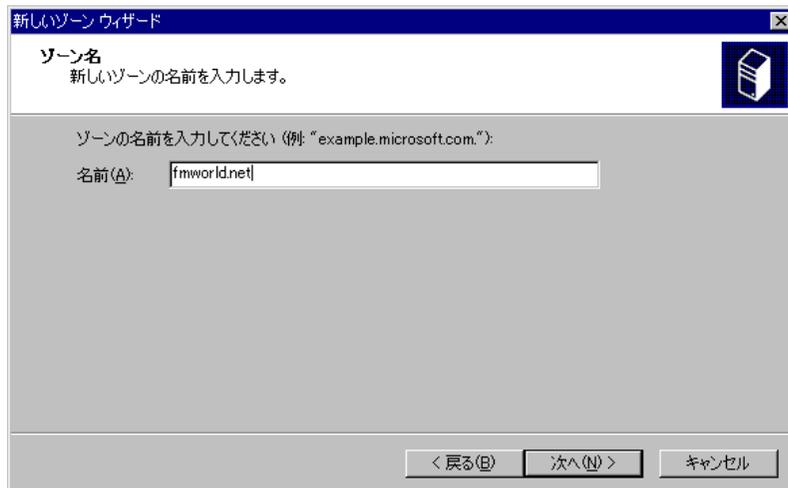 新しいゾーン ウィザード
ゾーン名
新しいゾーンの名前を入力します。
ゾーンの名前を入力してください (例: "example.microsoft.com."):
名前(A): fmworld.net
< 戻る(B) 次へ(N) > キャンセル